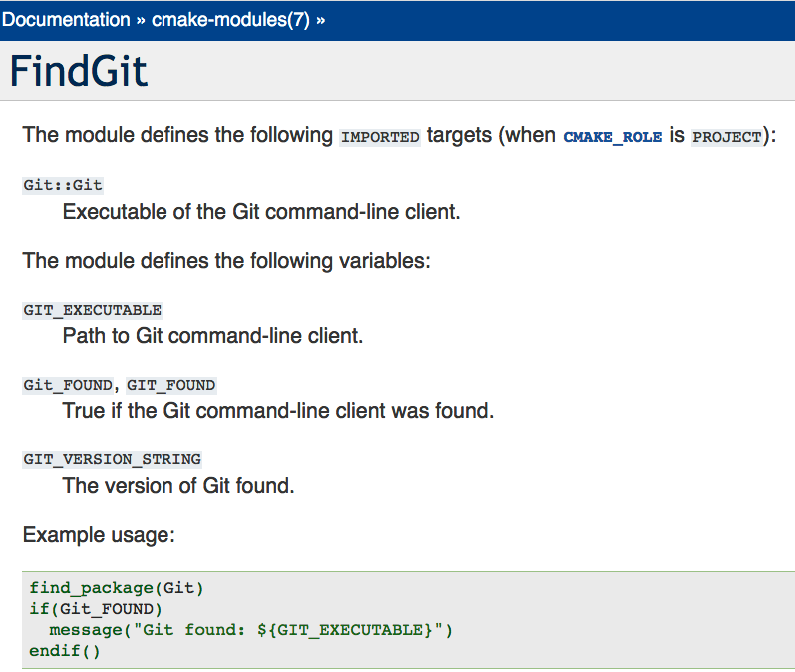 Documentation » cmake-modules(7) »
FindGit
The module defines the following IMPORTED targets (when CMAKE_ROLE is PROJECT):
Git::Git
Executable of the Git command-line client.
The module defines the following variables:
GIT_EXECUTABLE
Path to Git command-line client.
Git_FOUND, GIT_FOUND
True if the Git command-line client was found.
GIT_VERSION_STRING
The version of Git found.
Example usage:
find_package(Git)
if(Git_FOUND)
  message("Git found: ${GIT_EXECUTABLE}")
endif()